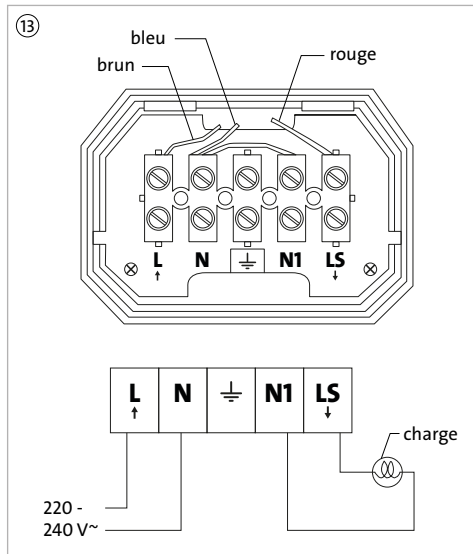 13
bleu
brun
rouge
L N ⏚ N1 LS
↑ ↓
L N ⏚ N1 LS
↑ ↓
charge
220 -
240 V~